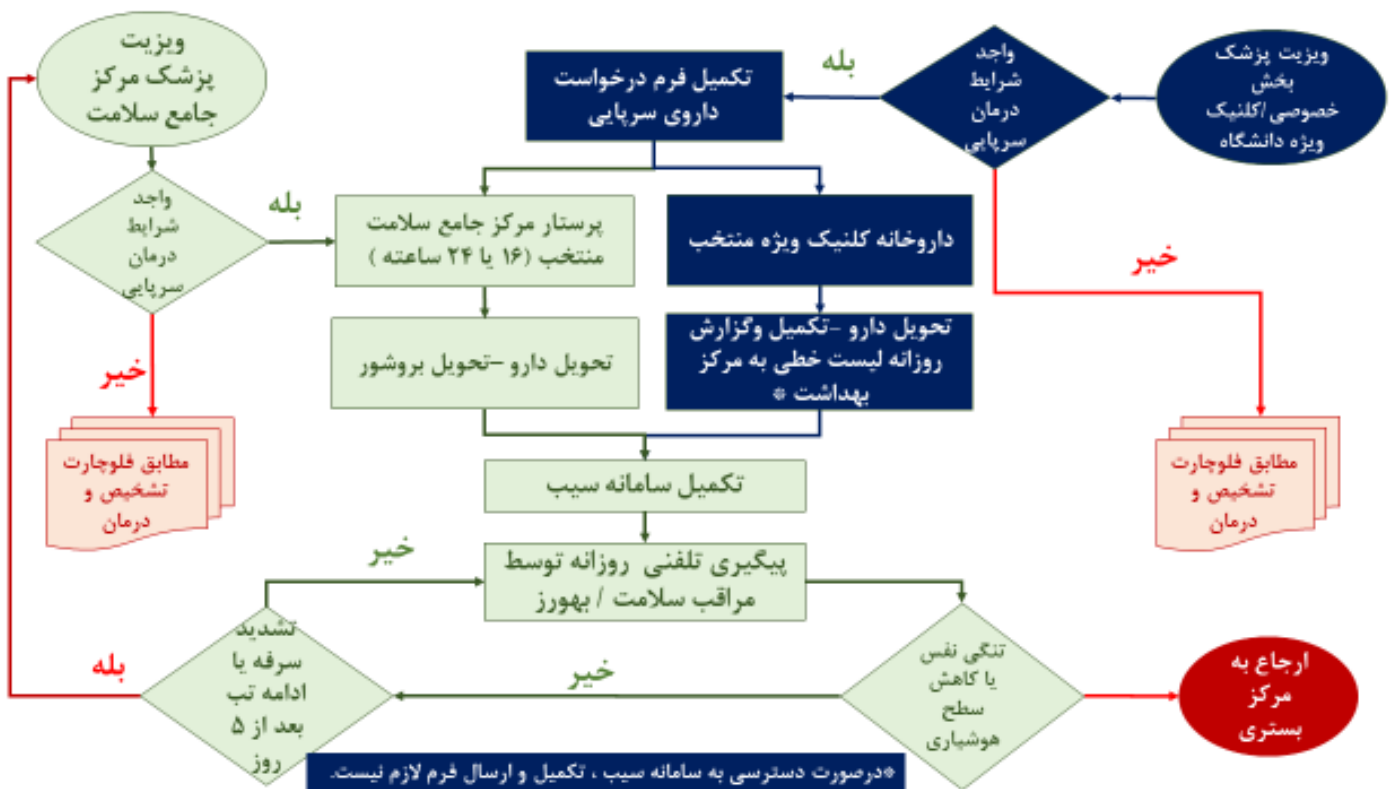 ویزیت پزشک
بخش
خصوصی/کلنیک
ویژه دانشگاه
واجد
شرایط
درمان
سرپایی
بله
تکمیل فرم درخواست
داروی سرپایی
ویزیت
پزشک مرکز
جامع سلامت
واجد
شرایط
درمان
سرپایی
بله
پرستار مرکز جامع سلامت
منتخب (۱۶ یا ۲۴ ساعته )
داروخانه کلنیک ویژه منتخب
خیر
تحویل دارو -تکمیل وگزارش
روزانه لیست خطی به مرکز
بهداشت *
تحویل دارو -تحویل بروشور
خیر
مطابق فلوچارت
تشخیص و
درمان
مطابق فلوچارت
تشخیص و
درمان
تکمیل سامانه سیب
پیگیری تلفنی روزانه توسط
مراقب سلامت / بهورز
خیر
تنگی نفس
یا کاهش
سطح
هوشیاری
ارجاع به
مرکز
بستری
خیر
تشدید
سرفه یا
ادامه تب
بعد از ۵
روز
بله
*درصورت دسترسی به سامانه سیب ، تکمیل و ارسال فرم لازم نیست.